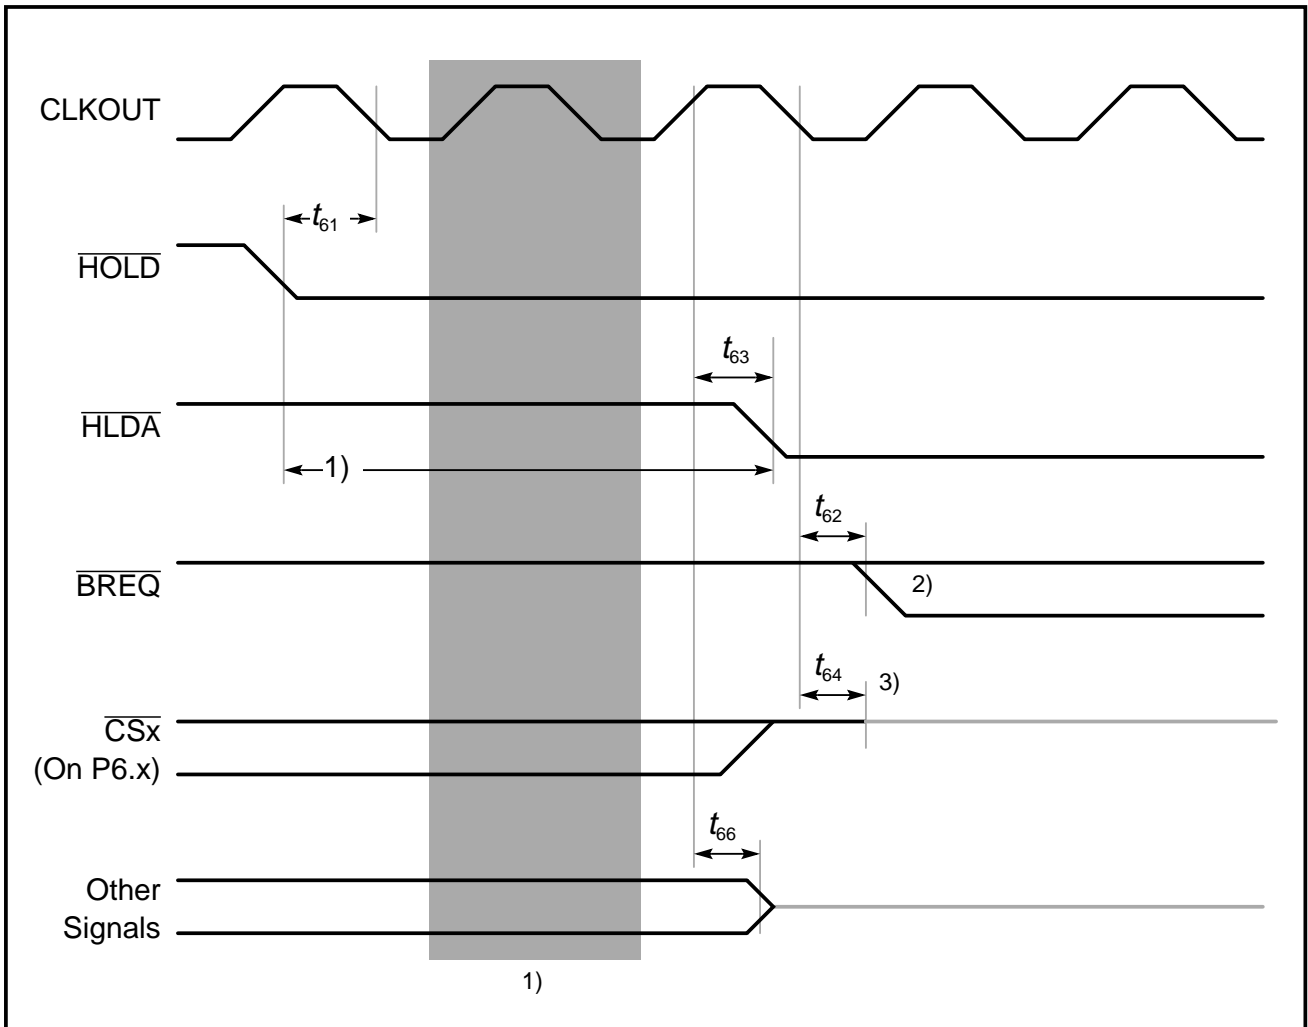 CLKOUT
t61
HOLD
t63
HLDA
1)
t62
BREQ
2)
t64
3)
CSx
(On P6.x)
t66
Other
Signals
1)